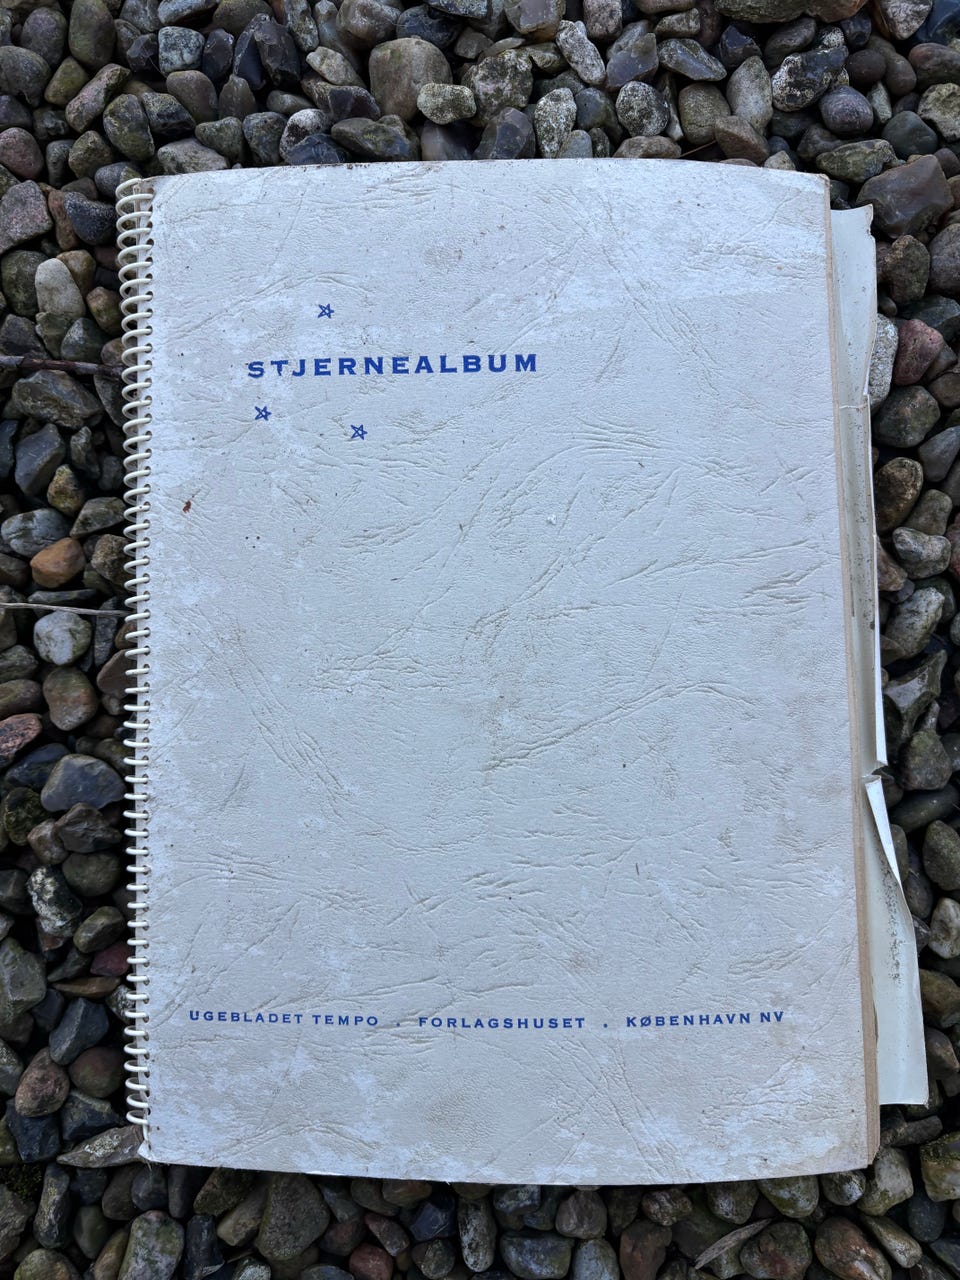 STJERNEALBUM
UGEBLADET TEMPO . FORLAGSHUSET . KØBENHAVN NV